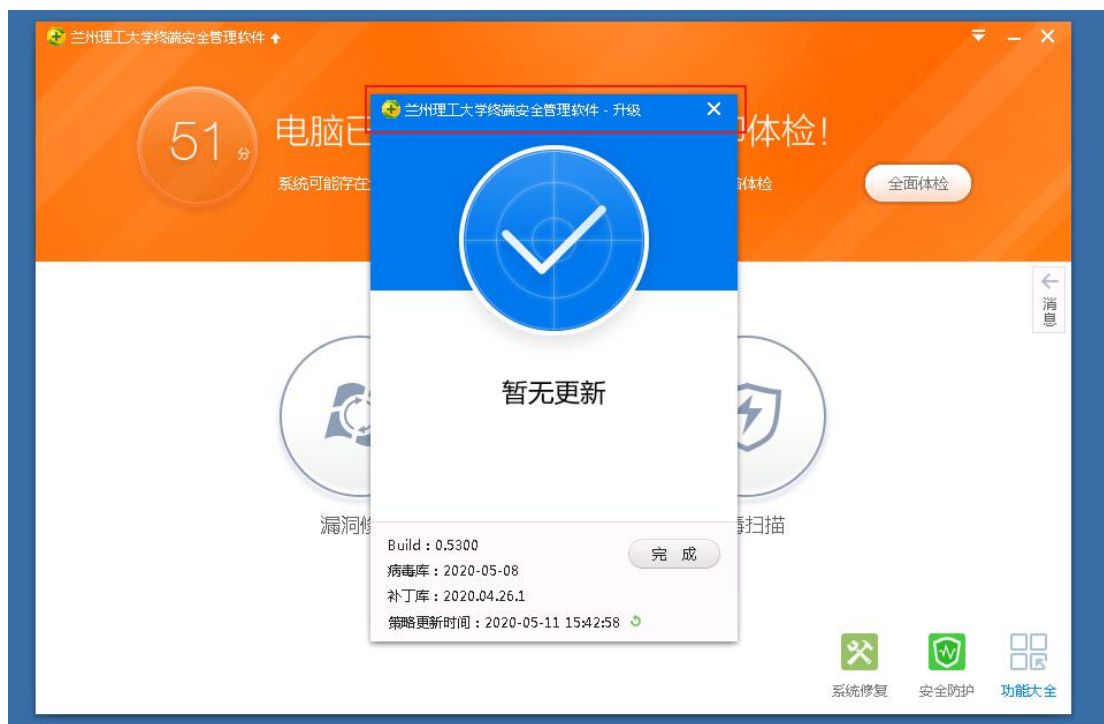 兰州理工大学终端安全管理软件
兰州理工大学终端安全管理软件 - 升级
51分
电脑已
即体检!
系统可能存在
体检
全面体检
消息
暂无更新
漏洞修
毒扫描
Build:0.5300
完 成
病毒库:2020-05-08
补丁库:2020.04.26.1
策略更新时间:2020-05-11 15:42:58
系统修复
安全防护
功能大全